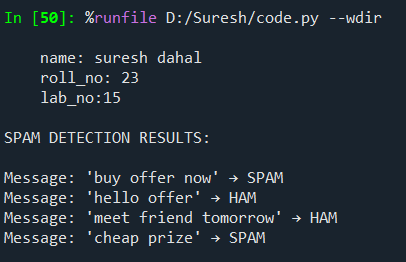 In [50]: %runfile D:/Suresh/code.py --wdir
name: suresh dahal
roll_no: 23
lab_no:15
SPAM DETECTION RESULTS:
Message: 'buy offer now' → SPAM
Message: 'hello offer' → HAM
Message: 'meet friend tomorrow' → HAM
Message: 'cheap prize' → SPAM